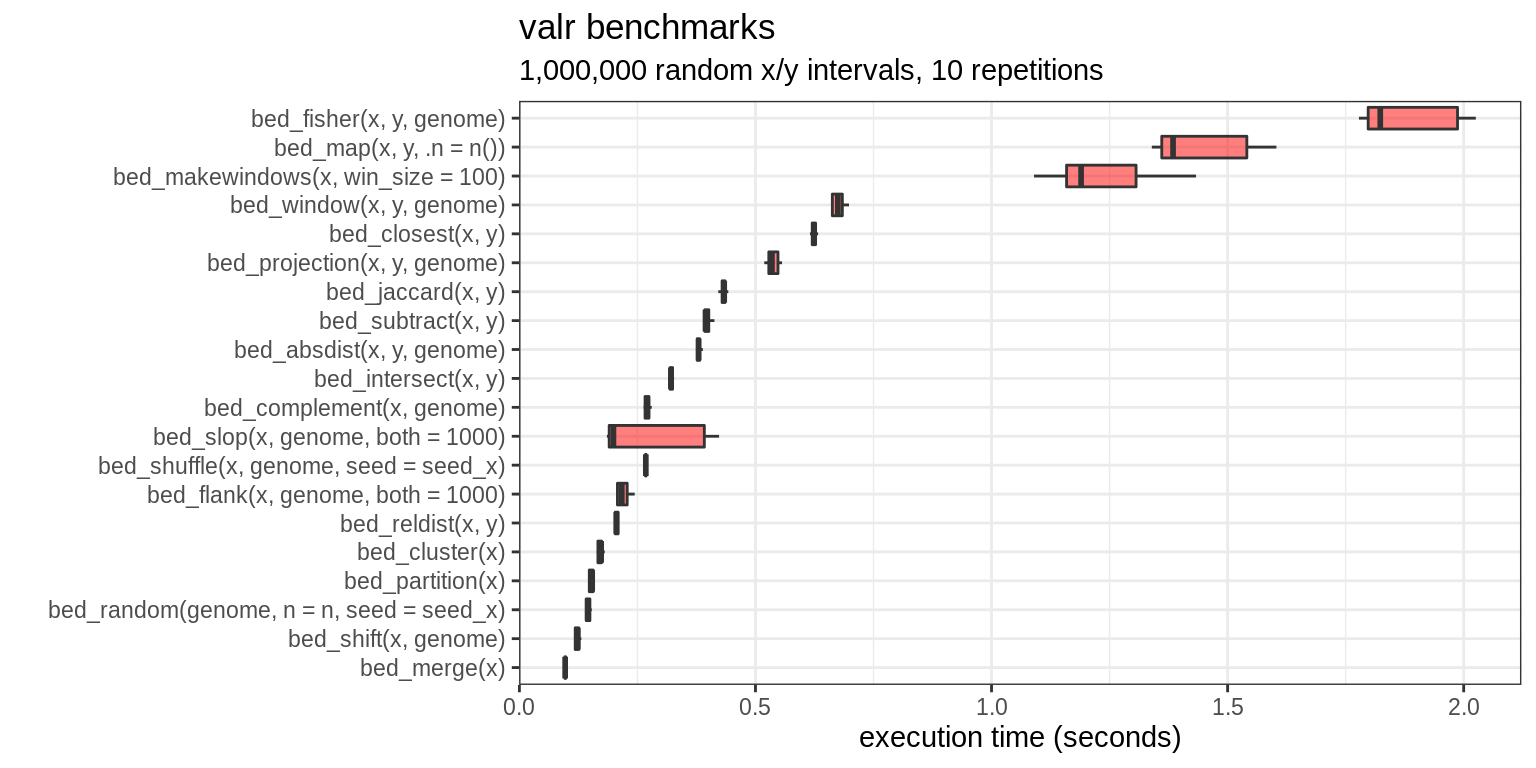 valr benchmarks
1,000,000 random x/y intervals, 10 repetitions
bed_fisher(x, y, genome)
bed_map(x, y, .n = n())
bed_makewindows(x, win_size = 100)
bed_window(x, y, genome)
bed_closest(x, y)
bed_projection(x, y, genome)
bed_jaccard(x, y)
bed_subtract(x, y)
bed_absdist(x, y, genome)
bed_intersect(x, y)
bed_complement(x, genome)
bed_slop(x, genome, both = 1000)
bed_shuffle(x, genome, seed = seed_x)
bed_flank(x, genome, both = 1000)
bed_reldist(x, y)
bed_cluster(x)
bed_partition(x)
bed_random(genome, n = n, seed = seed_x)
bed_shift(x, genome)
bed_merge(x)
0.0 0.5 1.0 1.5 2.0
execution time (seconds)